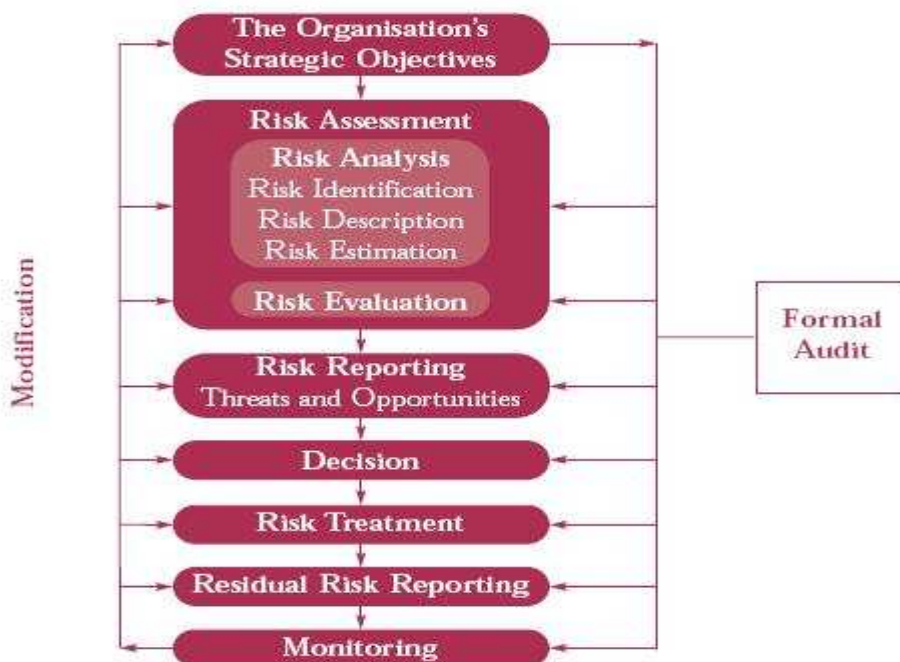 The Organisation's
Strategic Objectives
Risk Assessment
Risk Analysis
Risk Identification
Risk Description
Risk Estimation
Risk Evaluation
Risk Reporting
Threats and Opportunities
Decision
Risk Treatment
Residual Risk Reporting
Monitoring
Modification
Formal
Audit